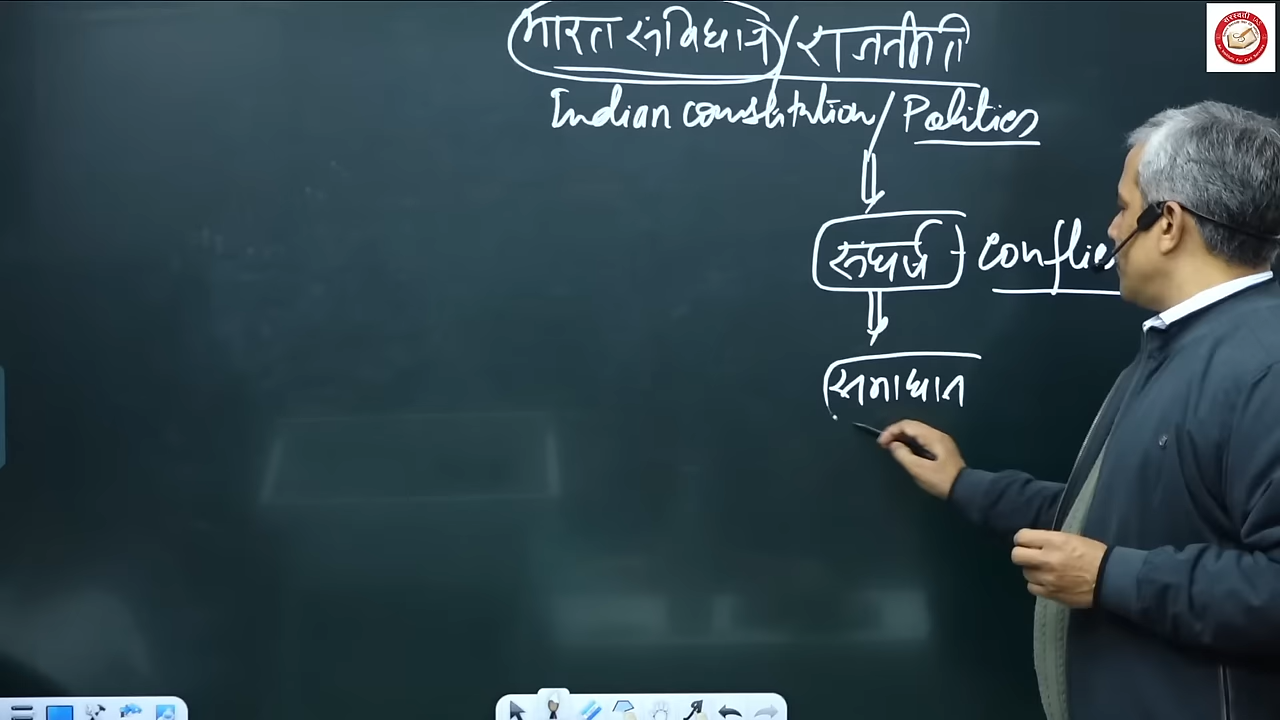 भारत संविधान / राजनीति
Indian constitution / Politics
संघर्ष - conflict
समाधान